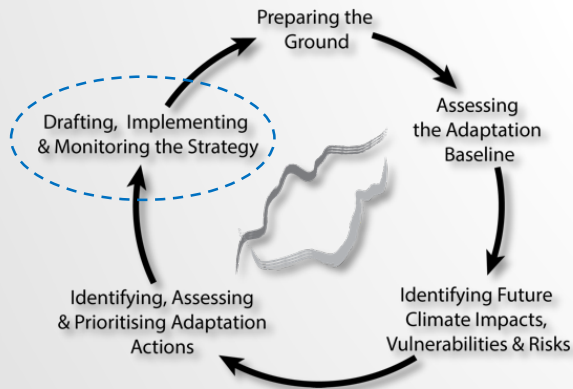 Preparing the
Ground
Assessing
the Adaptation
Baseline
Identifying Future
Climate Impacts,
Vulnerabilities & Risks
Identifying, Assessing
& Prioritising Adaptation
Actions
Drafting, Implementing
& Monitoring the Strategy